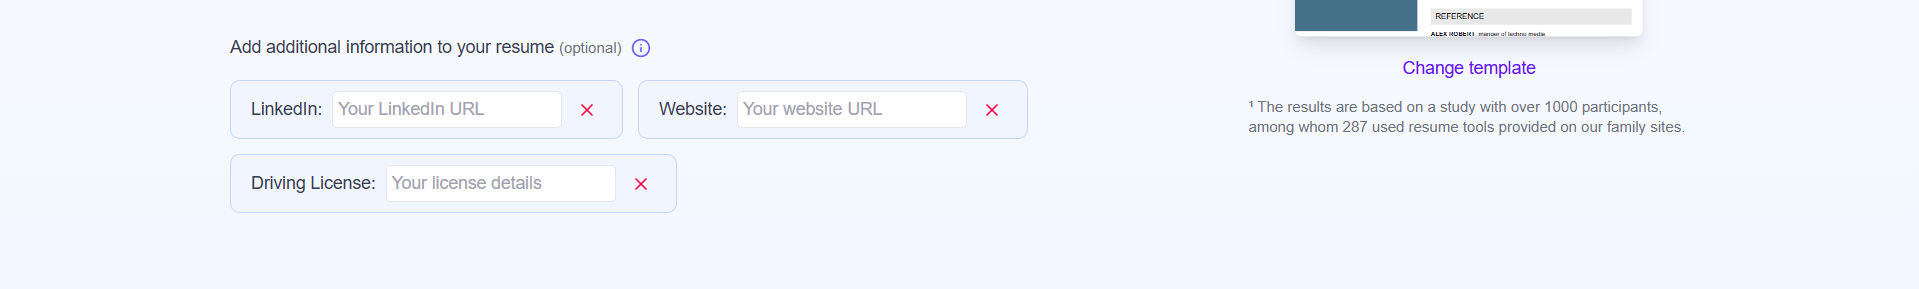 Add additional information to your resume (optional)
LinkedIn: Your LinkedIn URL
Website: Your website URL
Driving License: Your license details
REFERENCE
ALEX ROBERT, manger of techno media
Change template
¹ The results are based on a study with over 1000 participants,
among whom 287 used resume tools provided on our family sites.